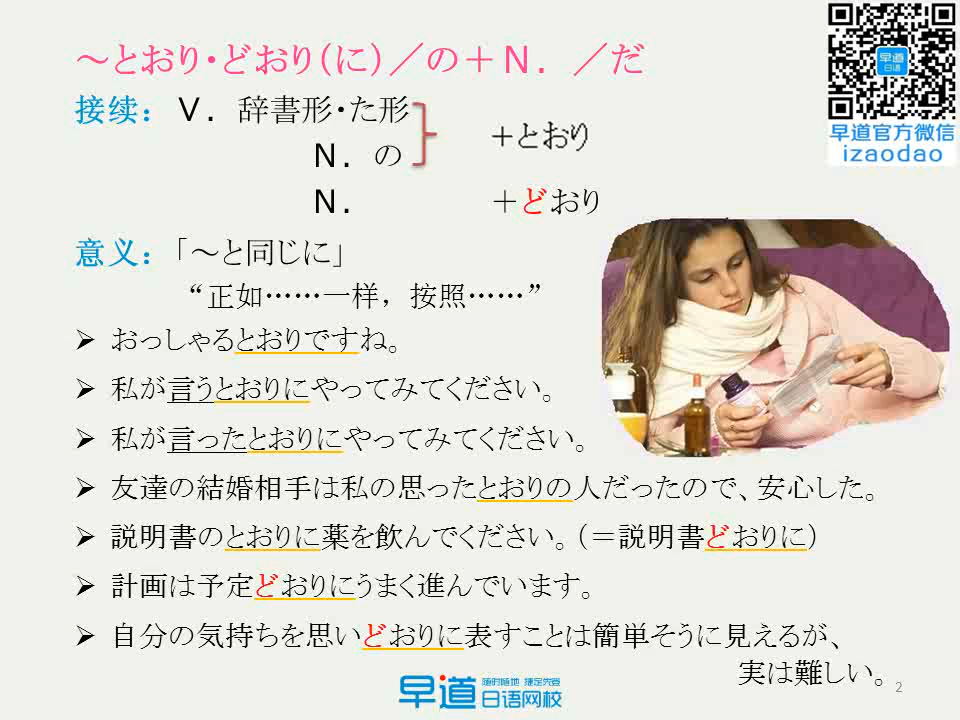 ～とおり・どおり（に）／の＋Ｎ．／だ
接续：Ｖ．辞書形・た形
Ｎ．の
＋とおり
Ｎ．　＋どおり
意义：「～と同じに」
“正如……一样，按照……”
➢ おっしゃるとおりですね。
➢ 私が言うとおりにやってみてください。
➢ 私が言ったとおりにやってみてください。
➢ 友達の結婚相手は私の思ったとおりの人だったので、安心した。
➢ 説明書のとおりに薬を飲んでください。（＝説明書どおりに）
➢ 計画は予定どおりにうまく進んでいます。
➢ 自分の気持ちを思いどおりに表すことは簡単そうに見えるが、
実は難しい。
早道
日语
早道官方微信
izaodao
早道 随时随地
日语网校
2